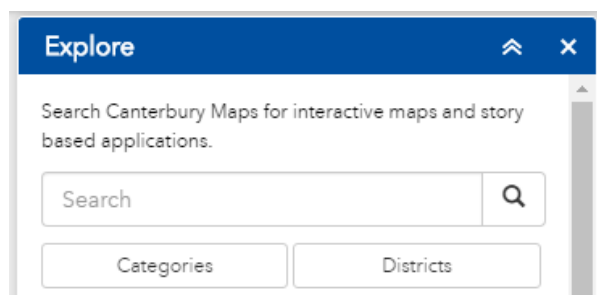 Explore
Search Canterbury Maps for interactive maps and story
based applications.
Search
Categories
Districts